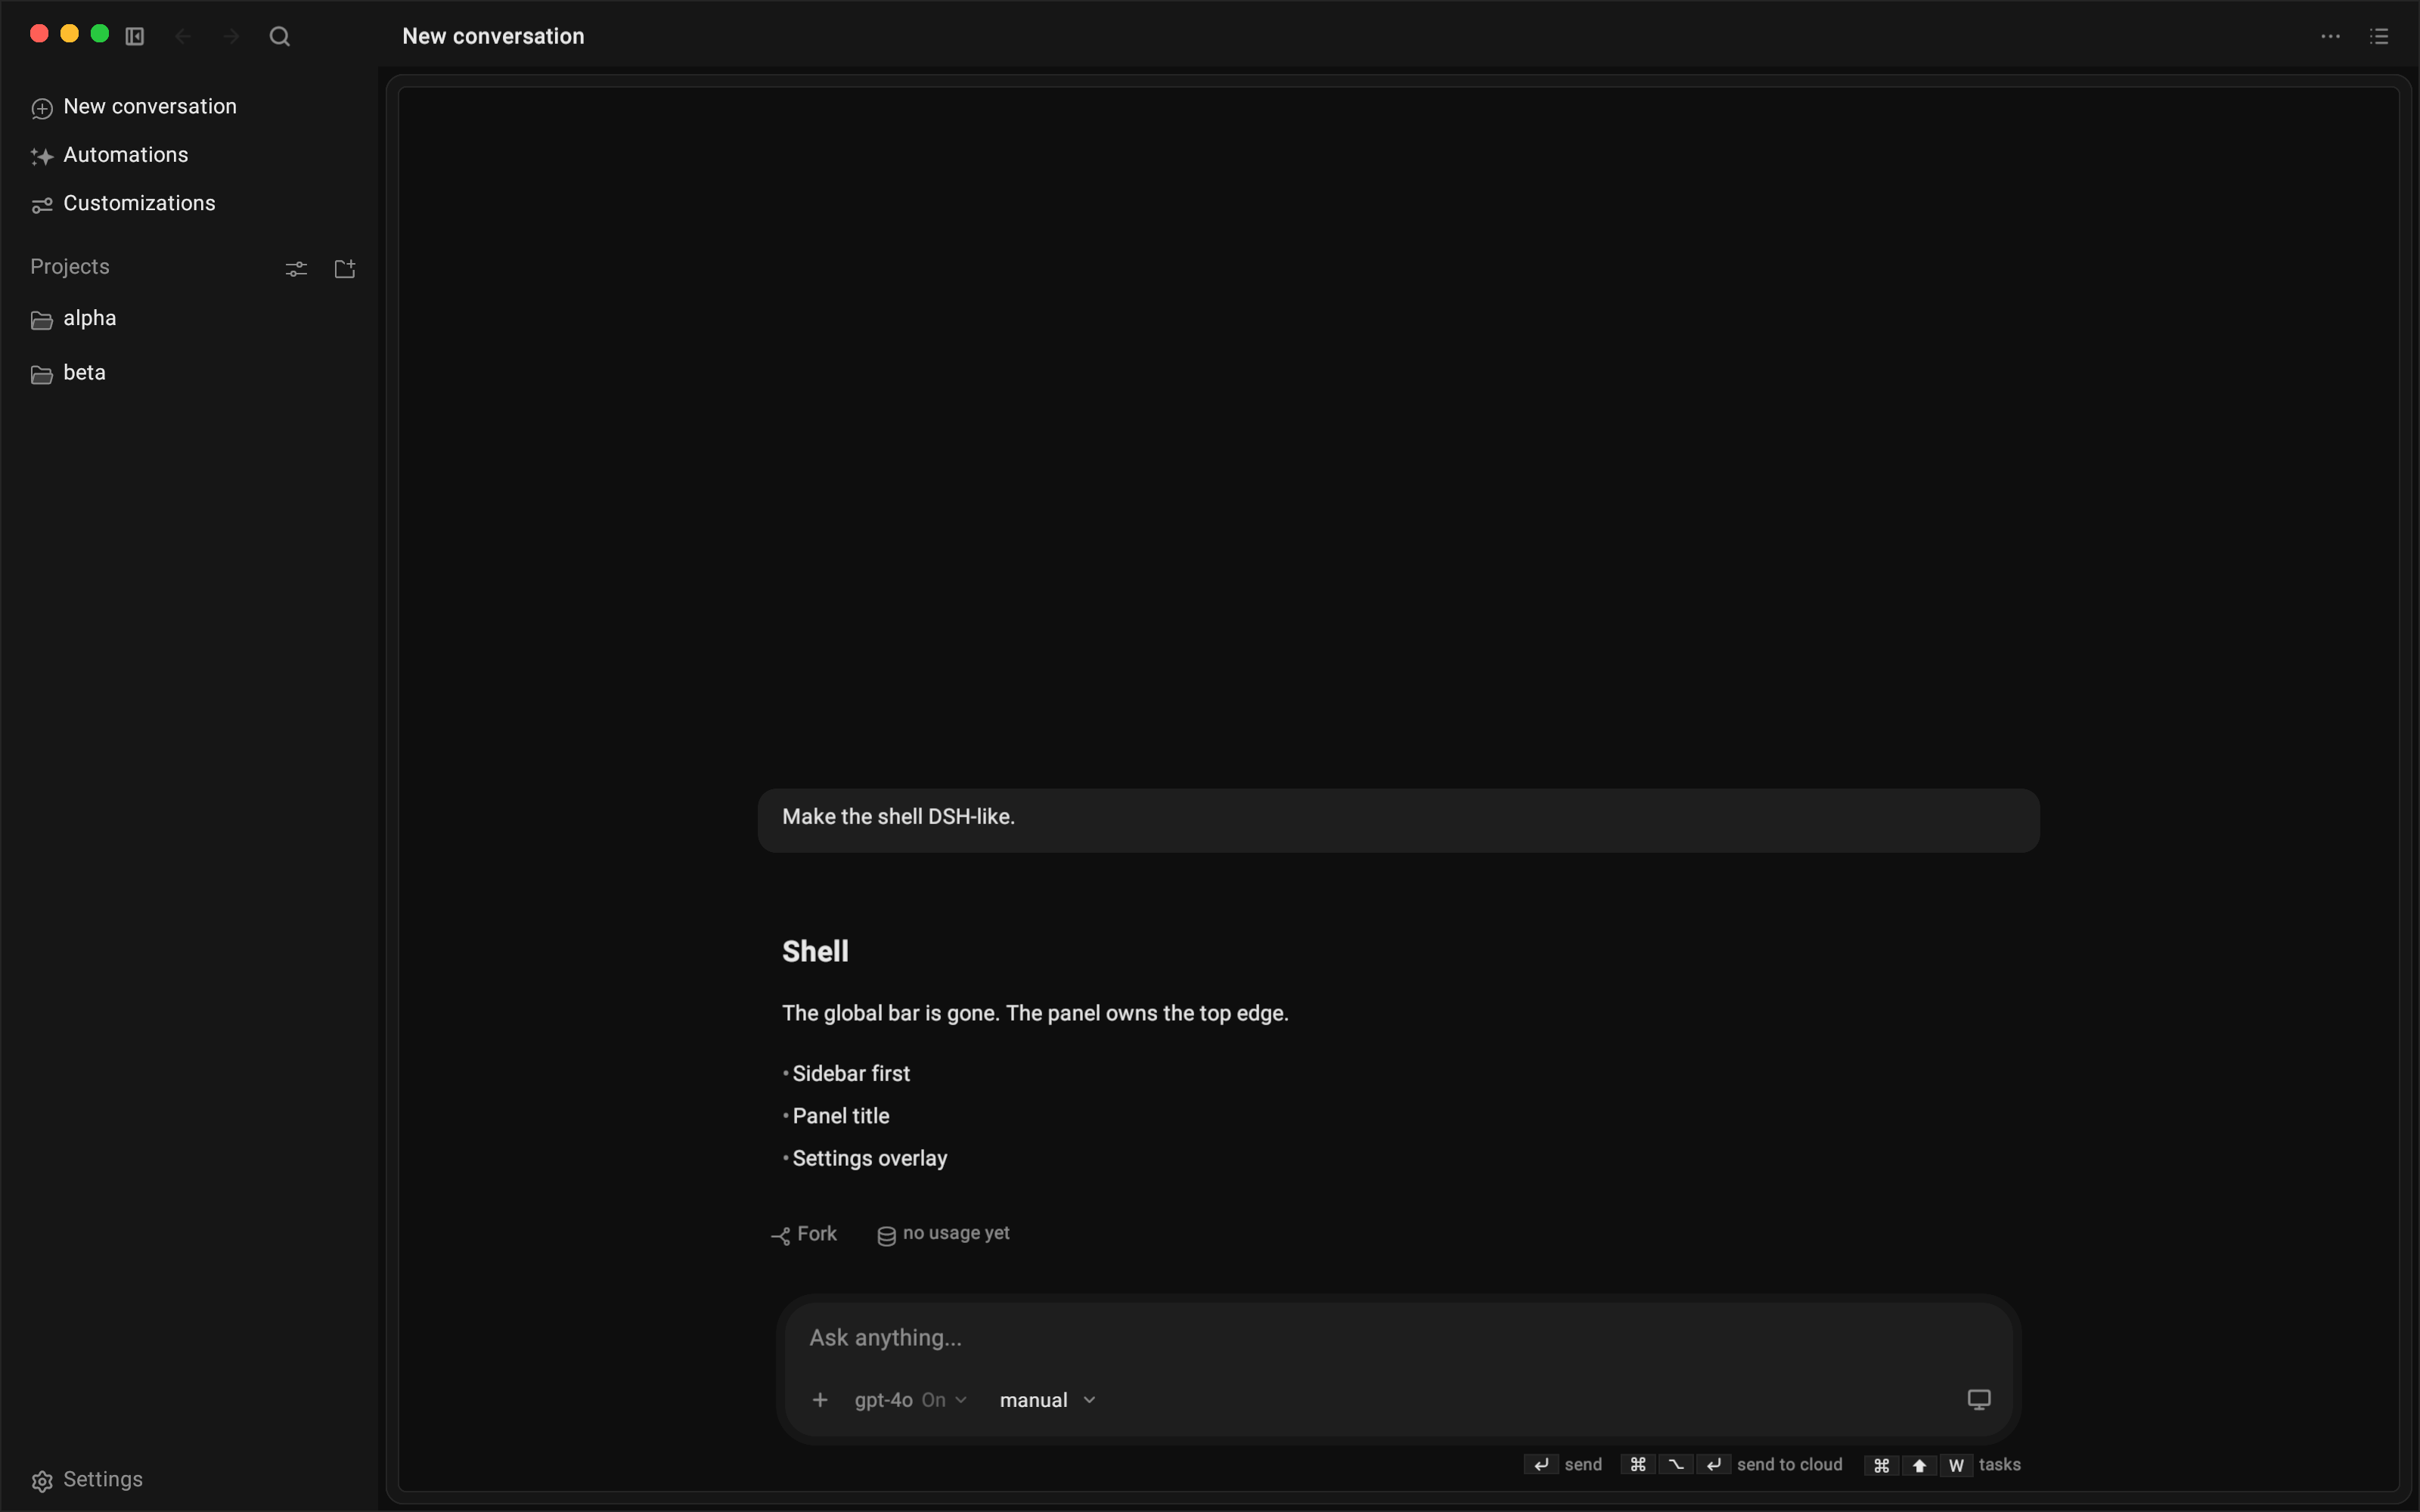 New conversation
New conversation
Automations
Customizations
Projects
alpha
beta
Make the shell DSH-like.
Shell
The global bar is gone. The panel owns the top edge.
• Sidebar first
• Panel title
• Settings overlay
Fork no usage yet
Ask anything...
gpt-4o On manual
⏎ send ⌘ ⌥ ⏎ send to cloud ⌘ ⬆ W tasks
Settings